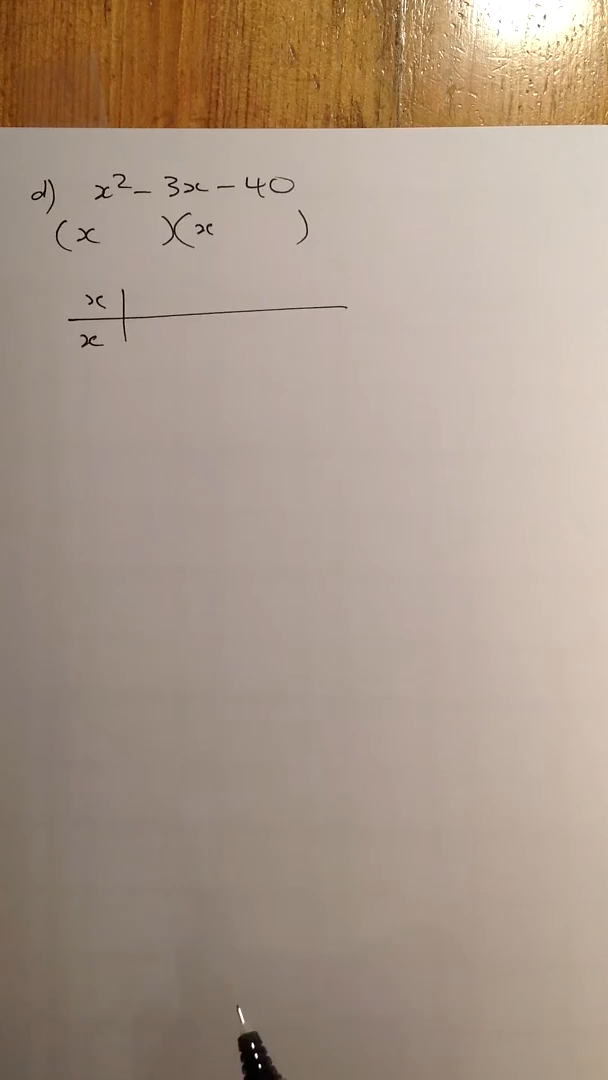 d) x² - 3x - 40
(x )(x )
x
x